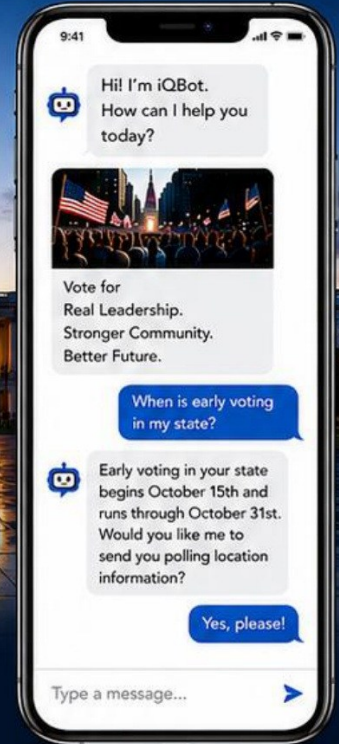 9:41
Hi! I'm iQBot.
How can I help you
today?
Vote for
Real Leadership.
Stronger Community.
Better Future.
When is early voting
in my state?
Early voting in your state
begins October 15th and
runs through October 31st.
Would you like me to
send you polling location
information?
Yes, please!
Type a message...